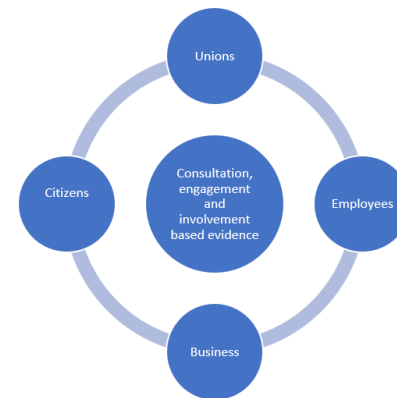 Unions
Citizens
Consultation,
engagement
and
involvement
based evidence
Employees
Business